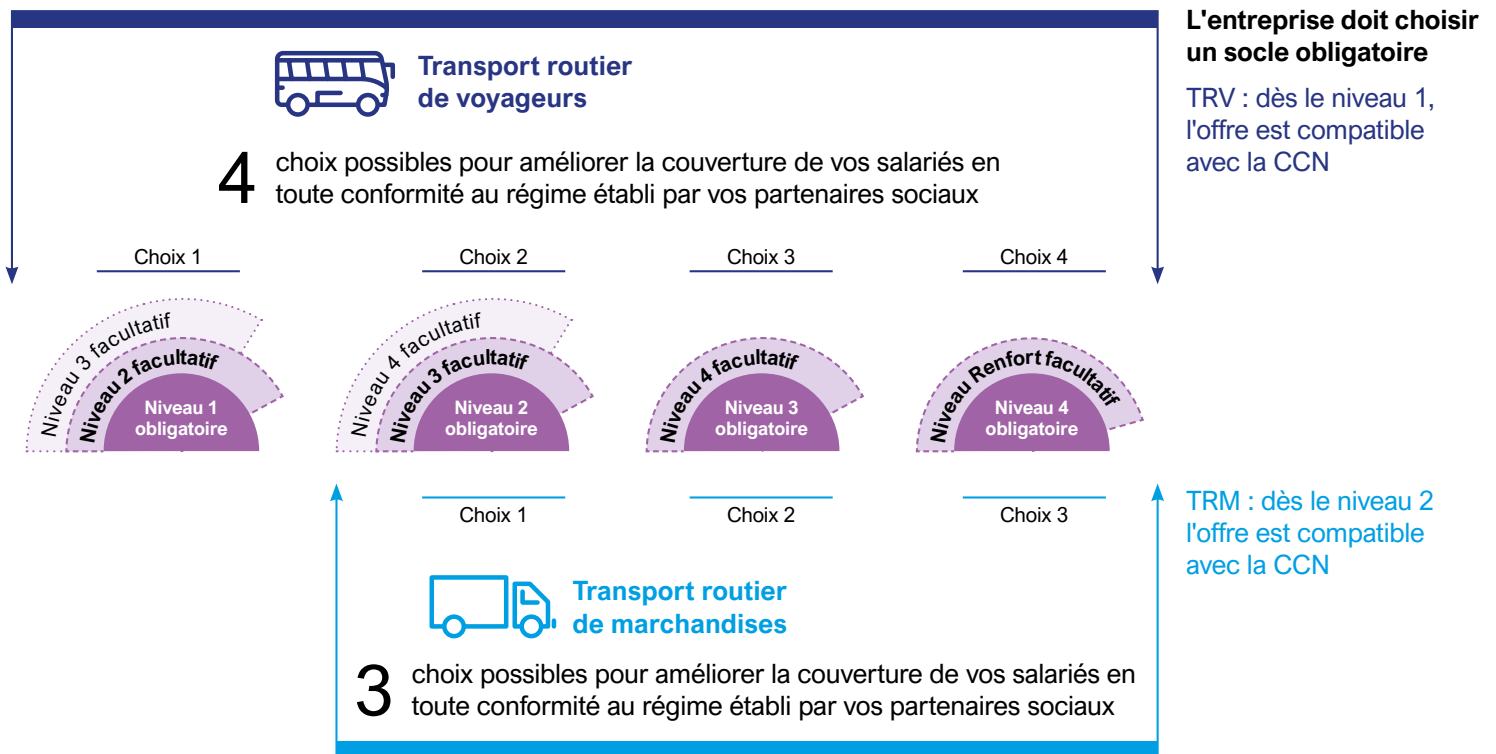 L'entreprise doit choisir
un socle obligatoire
TRV : dès le niveau 1,
l'offre est compatible
avec la CCN
Transport routier
de voyageurs
4
choix possibles pour améliorer la couverture de vos salariés en
toute conformité au régime établi par vos partenaires sociaux
Choix 1
Choix 2
Choix 3
Choix 4
Niveau 3 facultatif
Niveau 2 facultatif
Niveau 1
obligatoire
Niveau 4 facultatif
Niveau 3 facultatif
Niveau 2
obligatoire
Niveau 4 facultatif
Niveau 3
obligatoire
Niveau Renfort facultatif
Niveau 4
obligatoire
Choix 1
Choix 2
Choix 3
TRM : dès le niveau 2
l'offre est compatible
avec la CCN
Transport routier
de marchandises
3
choix possibles pour améliorer la couverture de vos salariés en
toute conformité au régime établi par vos partenaires sociaux